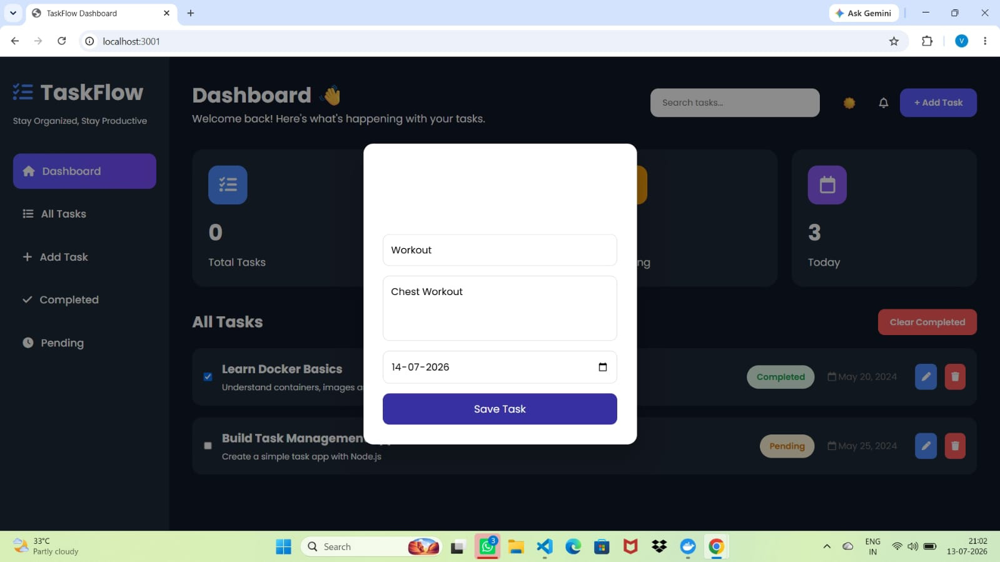 TaskFlow Dashboard
Ask Gemini
localhost:3001
V
TaskFlow
Stay Organized, Stay Productive
Dashboard
All Tasks
Add Task
Completed
Pending
Dashboard 👋
Welcome back! Here's what's happening with your tasks.
Search tasks...
+ Add Task
0
Total Tasks
ng
3
Today
Workout
Chest Workout
14-07-2026
Save Task
All Tasks
Clear Completed
Learn Docker Basics
Understand containers, images a
Completed
May 20, 2024
Build Task Managemen
Create a simple task app with Node.js
Pending
May 25, 2024
33°C
Partly cloudy
Search
3
ENG
IN
21:02
13-07-2026